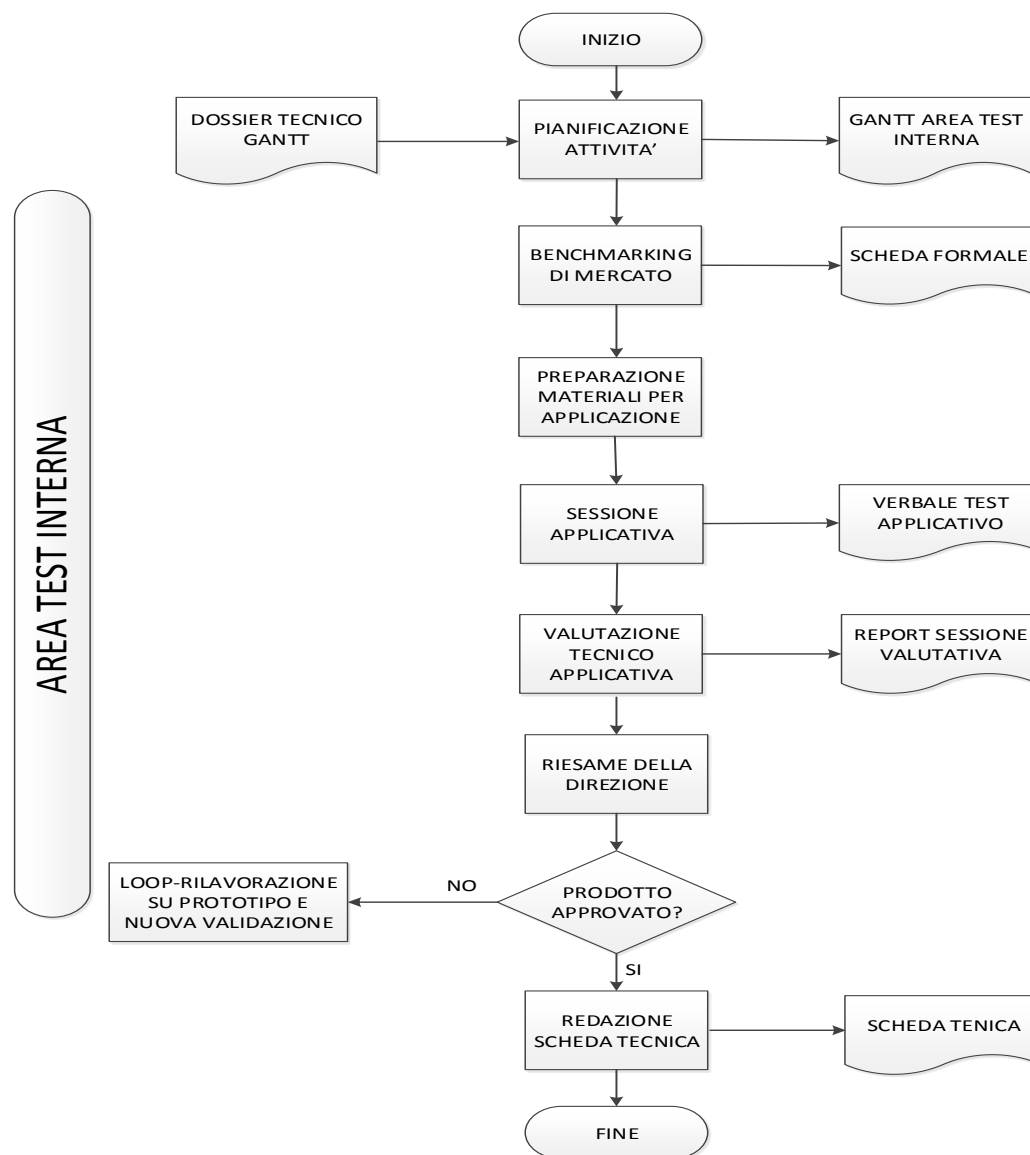 INIZIO
DOSSIER TECNICO
GANTT
PIANIFICAZIONE
ATTIVITA’
GANTT AREA TEST
INTERNA
BENCHMARKING
DI MERCATO
SCHEDA FORMALE
PREPARAZIONE
MATERIALI PER
APPLICAZIONE
AREA TEST INTERNA
SESSIONE
APPLICATIVA
VERBALE TEST
APPLICATIVO
VALUTAZIONE
TECNICO
APPLICATIVA
REPORT SESSIONE
VALUTATIVA
RIESAME DELLA
DIREZIONE
PRODOTTO
APPROVATO?
NO
LOOP-RILAVORAZIONE
SU PROTOTIPO E
NUOVA VALIDAZIONE
SI
REDAZIONE
SCHEDA TECNICA
SCHEDA TENICA
FINE